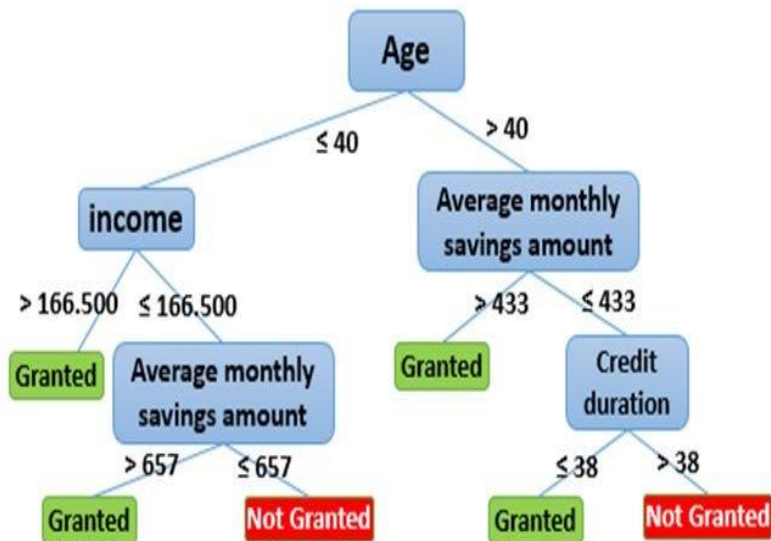 Age
≤ 40
> 40
income
Average monthly
savings amount
> 166.500
≤ 166.500
> 433
≤ 433
Granted
Average monthly
savings amount
Granted
Credit
duration
> 657
≤ 657
≤ 38
> 38
Granted
Not Granted
Granted
Not Granted